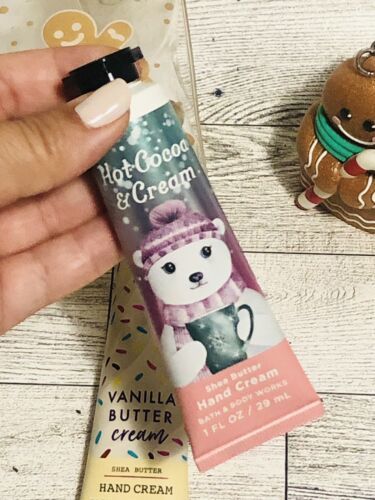 Hot Cocoa
& Cream
Shea Butter
Hand Cream
BATH & BODY WORKS
1 FL OZ / 29 mL
VANILLA
BUTTER
cream
SHEA BUTTER
HAND CREAM